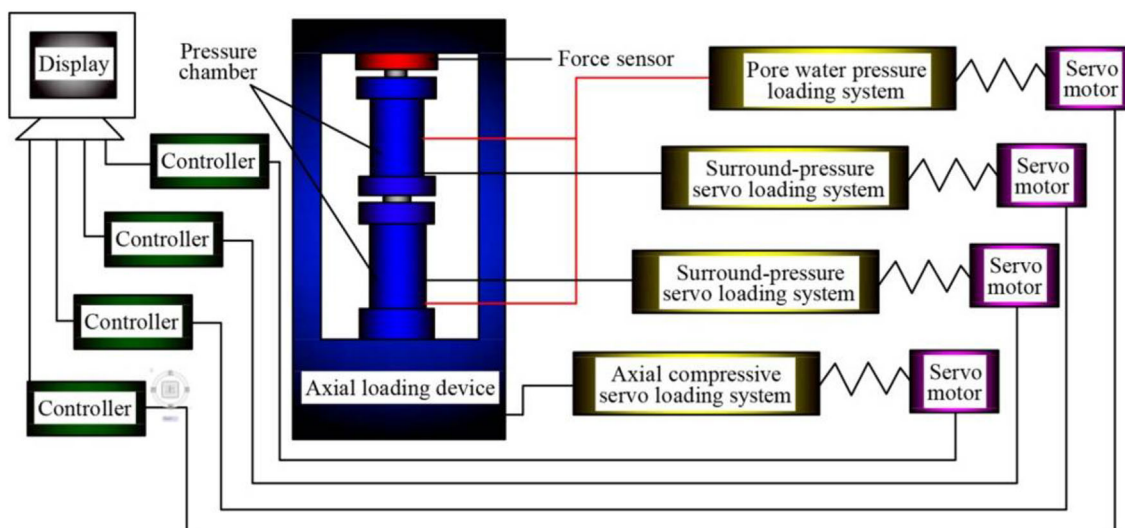 Display
Pressure
chamber
Force sensor
Pore water pressure
loading system
Servo
motor
Controller
Surround-pressure
servo loading system
Servo
motor
Controller
Surround-pressure
servo loading system
Servo
motor
Controller
Axial loading device
Axial compressive
servo loading system
Servo
motor
Controller